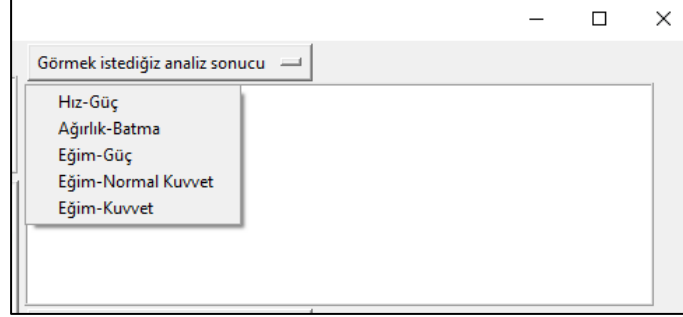 Görmek istediğiz analiz sonucu
Hız-Güç
Ağırlık-Batma
Eğim-Güç
Eğim-Normal Kuvvet
Eğim-Kuvvet